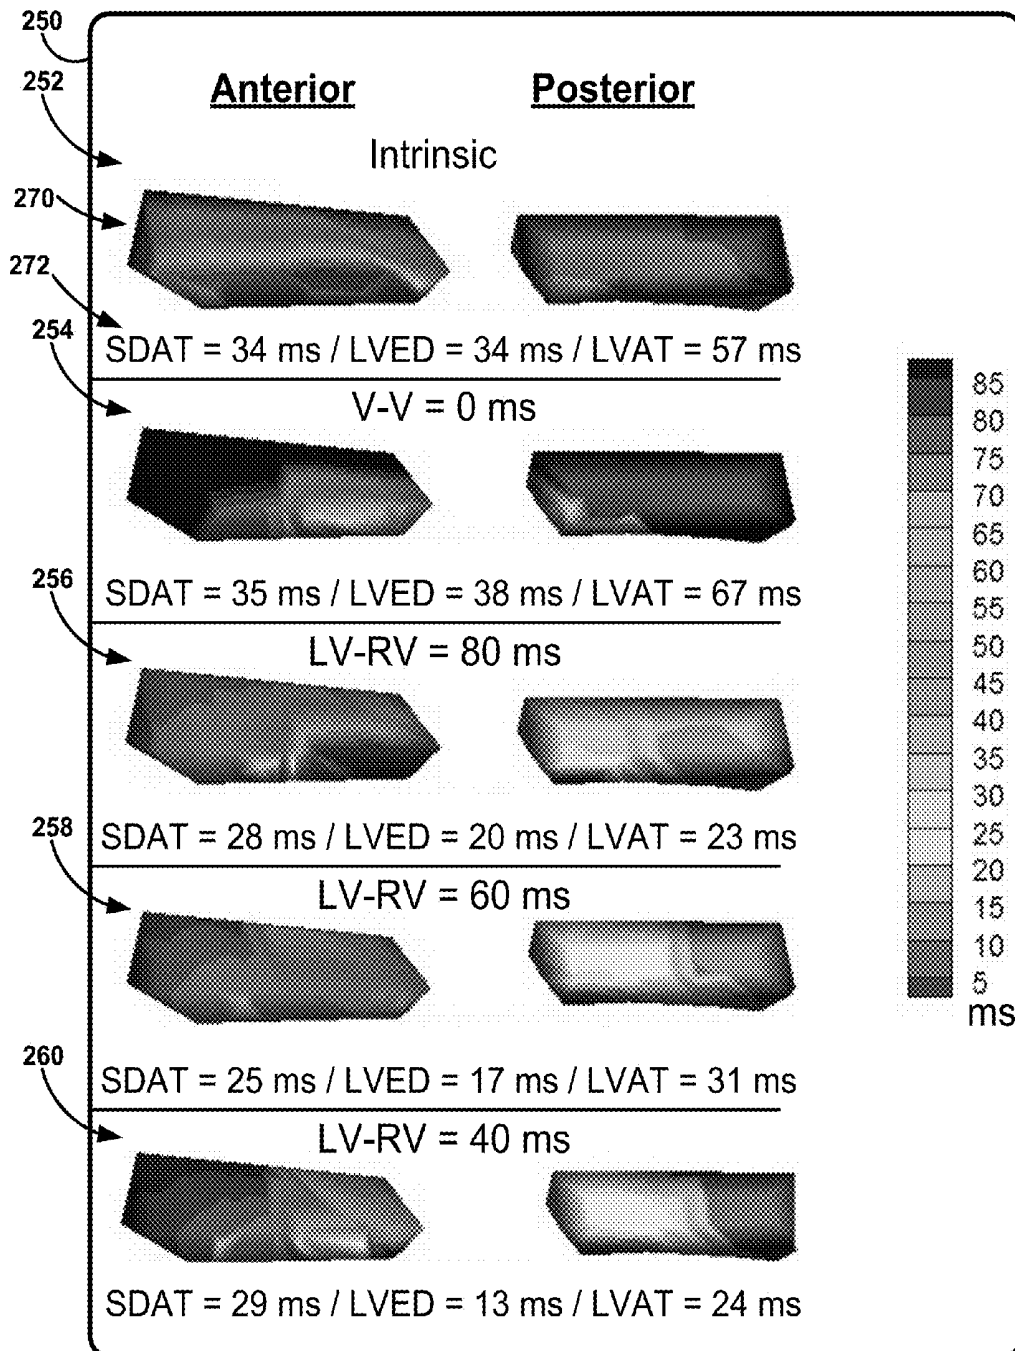 250
252
Anterior Posterior
Intrinsic
270
272
SDAT = 34 ms / LVED = 34 ms / LVAT = 57 ms
254
V-V = 0 ms
SDAT = 35 ms / LVED = 38 ms / LVAT = 67 ms
256
LV-RV = 80 ms
SDAT = 28 ms / LVED = 20 ms / LVAT = 23 ms
258
LV-RV = 60 ms
SDAT = 25 ms / LVED = 17 ms / LVAT = 31 ms
260
LV-RV = 40 ms
SDAT = 29 ms / LVED = 13 ms / LVAT = 24 ms
85
80
75
70
65
60
55
50
45
40
35
30
25
20
15
10
5
ms